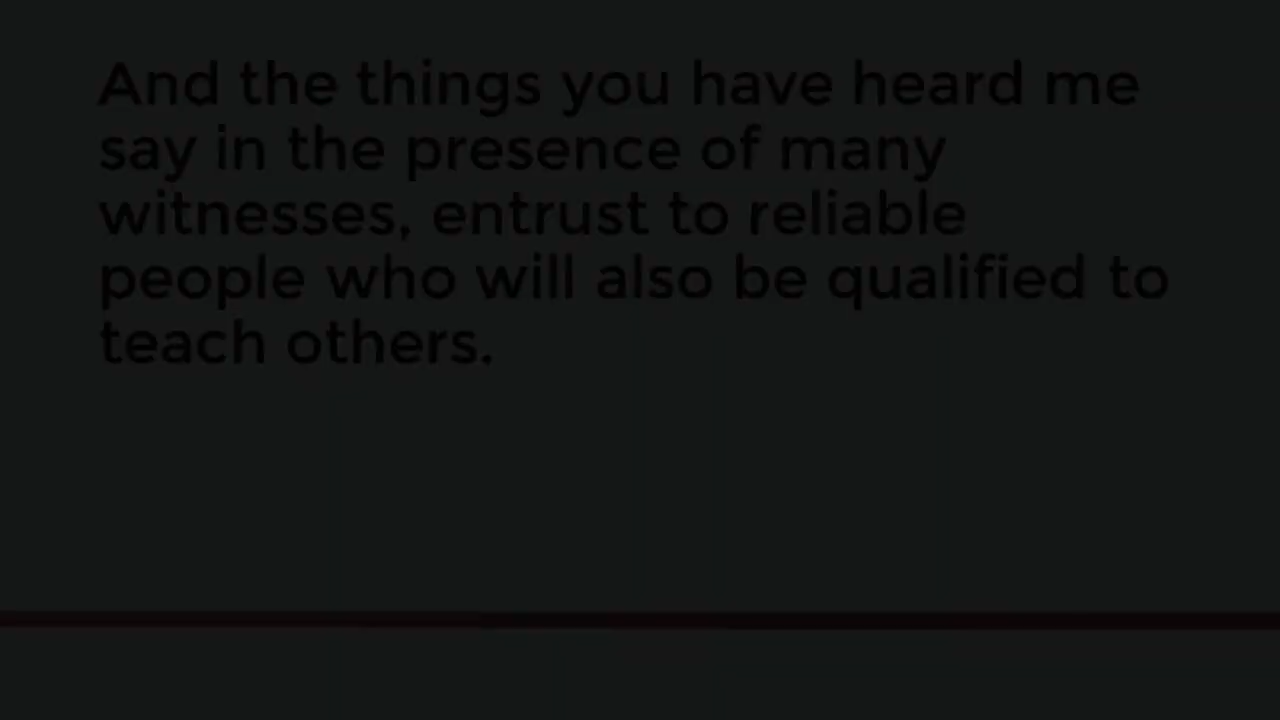 And the things you have heard me
say in the presence of many
witnesses, entrust to reliable
people who will also be qualified to
teach others.